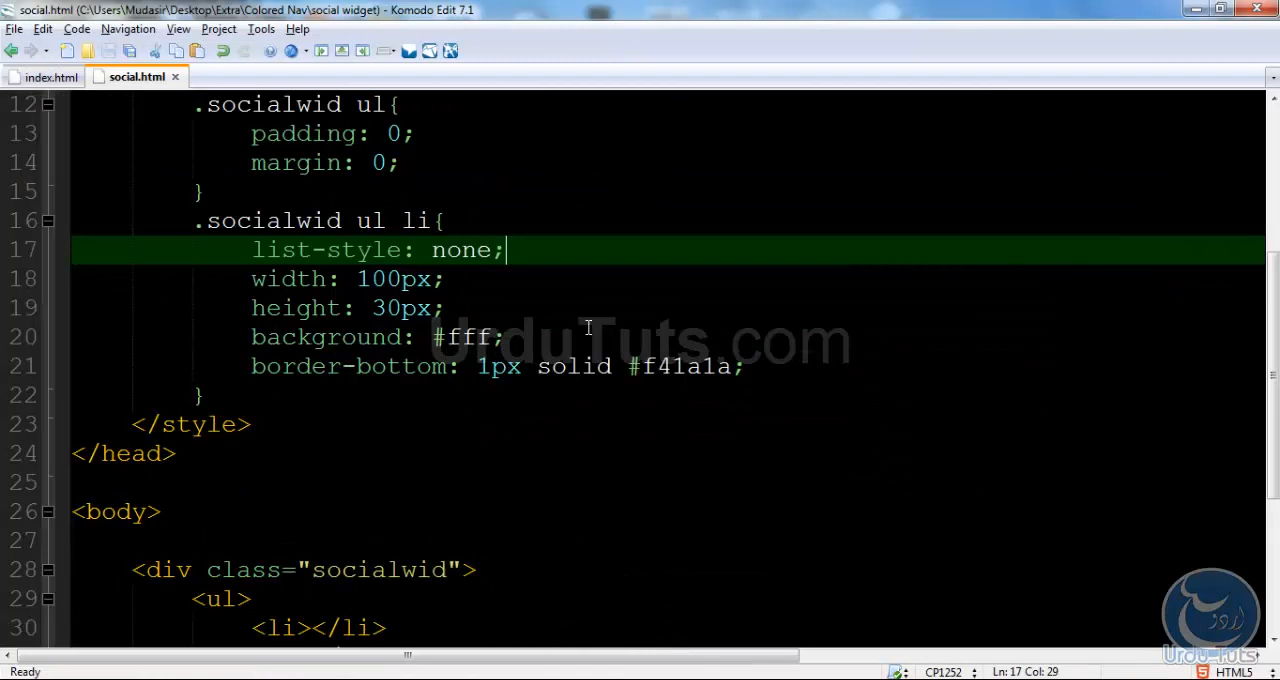 social.html (C:\Users\Mudasir\Desktop\Extra\Colored Nav\social widget) - Komodo Edit 7.1
File Edit Code Navigation View Project Tools Help
index.html social.html
12 .socialwid ul{
13 padding: 0;
14 margin: 0;
15 }
16 .socialwid ul li{
17 list-style: none;
18 width: 100px;
19 height: 30px;
20 background: #fff;
UrduTuts.com
21 border-bottom: 1px solid #f41a1a;
22 }
23 </style>
24 </head>
25
26 <body>
27
28 <div class="socialwid">
29 <ul>
30 <li></li>
اردو
Urdu Tuts
Ready CP1252 Ln: 17 Col: 29 HTML5